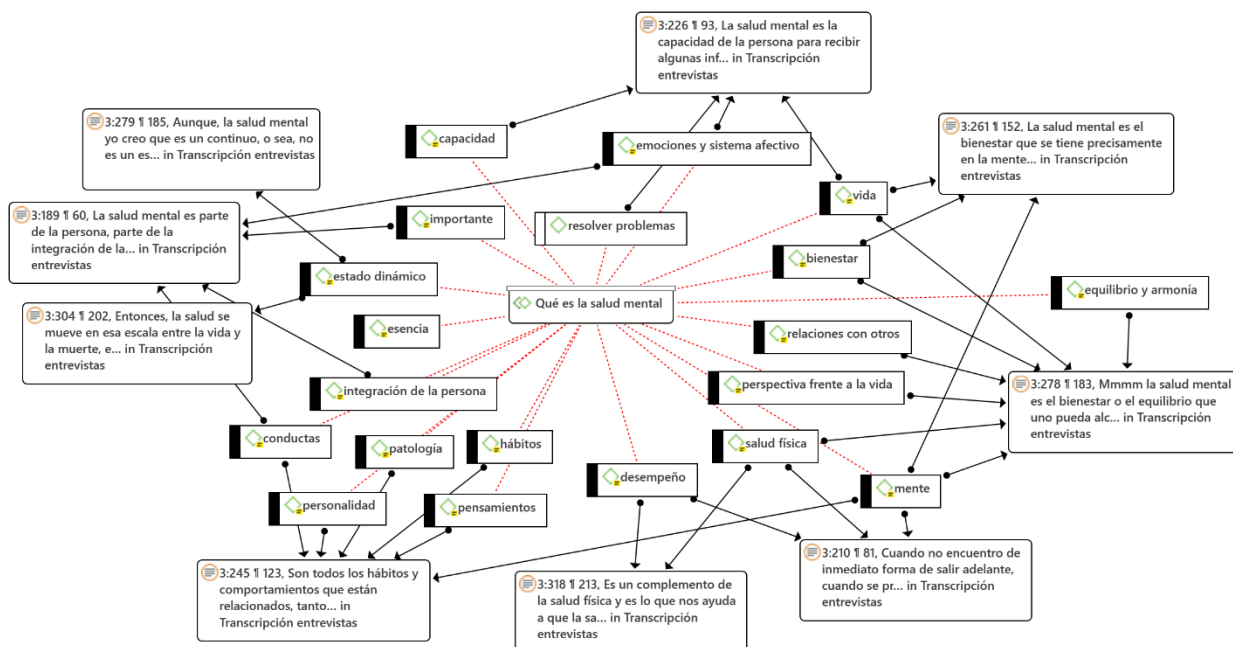 3:226 ¶ 93, La salud mental es la
capacidad de la persona para recibir
algunas inf... in Transcripción
entrevistas
3:279 ¶ 185, Aunque, la salud mental
yo creo que es un continuo, o sea, no
es un es... in Transcripción
entrevistas
capacidad
emociones y sistema afectivo
3:261 ¶ 152, La salud mental es el
bienestar que se tiene precisamente
en la mente... in Transcripción
entrevistas
vida
3:189 ¶ 60, La salud mental es parte
de la persona, parte de la
integración de la... in Transcripción
entrevistas
importante
resolver problemas
bienestar
estado dinámico
Qué es la salud mental
equilibrio y armonía
3:304 ¶ 202, Entonces, la salud se
mueve en esa escala entre la vida y
la muerte, e... in Transcripción
entrevistas
esencia
relaciones con otros
integración de la persona
perspectiva frente a la vida
3:278 ¶ 183, Mmmm la salud mental
es el bienestar o el equilibrio que
uno pueda alc... in Transcripción
entrevistas
conductas
patología
hábitos
salud física
desempeño
mente
personalidad
pensamientos
3:245 ¶ 123, Son todos los hábitos y
comportamientos que están
relacionados, tanto... in
Transcripción entrevistas
3:318 ¶ 213, Es un complemento de
la salud física y es lo que nos ayuda
a que la sa... in Transcripción
entrevistas
3:210 ¶ 81, Cuando no encuentro de
inmediato forma de salir adelante,
cuando se pr... in Transcripción
entrevistas